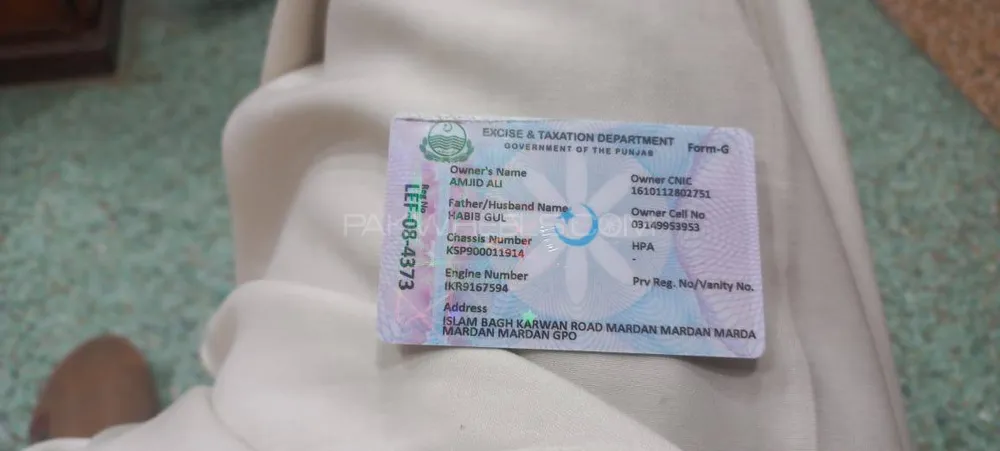 EXCISE & TAXATION DEPARTMENT
GOVERNMENT OF THE PUNJAB
Form-G
Reg No
LEF-08-4373
Owner's Name
AMJID ALI
Father/Husband Name
HABIB GUL
Chassis Number
KSP900011914
Engine Number
IKR9167594
Address
ISLAM BAGH KARWAN ROAD MARDAN MARDAN MARDA
MARDAN MARDAN GPO
Owner CNIC
1610112802751
Owner Cell No
03149953953
HPA
-
Prv Reg. No/Vanity No.
PAKWHEELS.COM